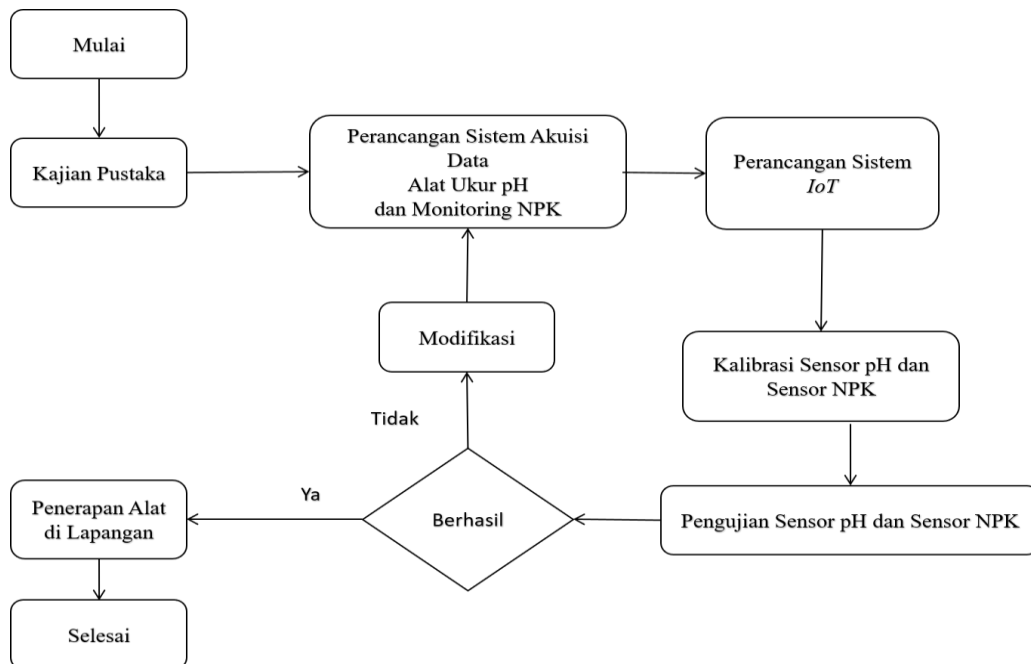 Mulai
Kajian Pustaka
Perancangan Sistem Akuisi
Data
Alat Ukur pH
dan Monitoring NPK
Perancangan Sistem
IoT
Kalibrasi Sensor pH dan
Sensor NPK
Pengujian Sensor pH dan Sensor NPK
Berhasil
Tidak
Modifikasi
Ya
Penerapan Alat
di Lapangan
Selesai